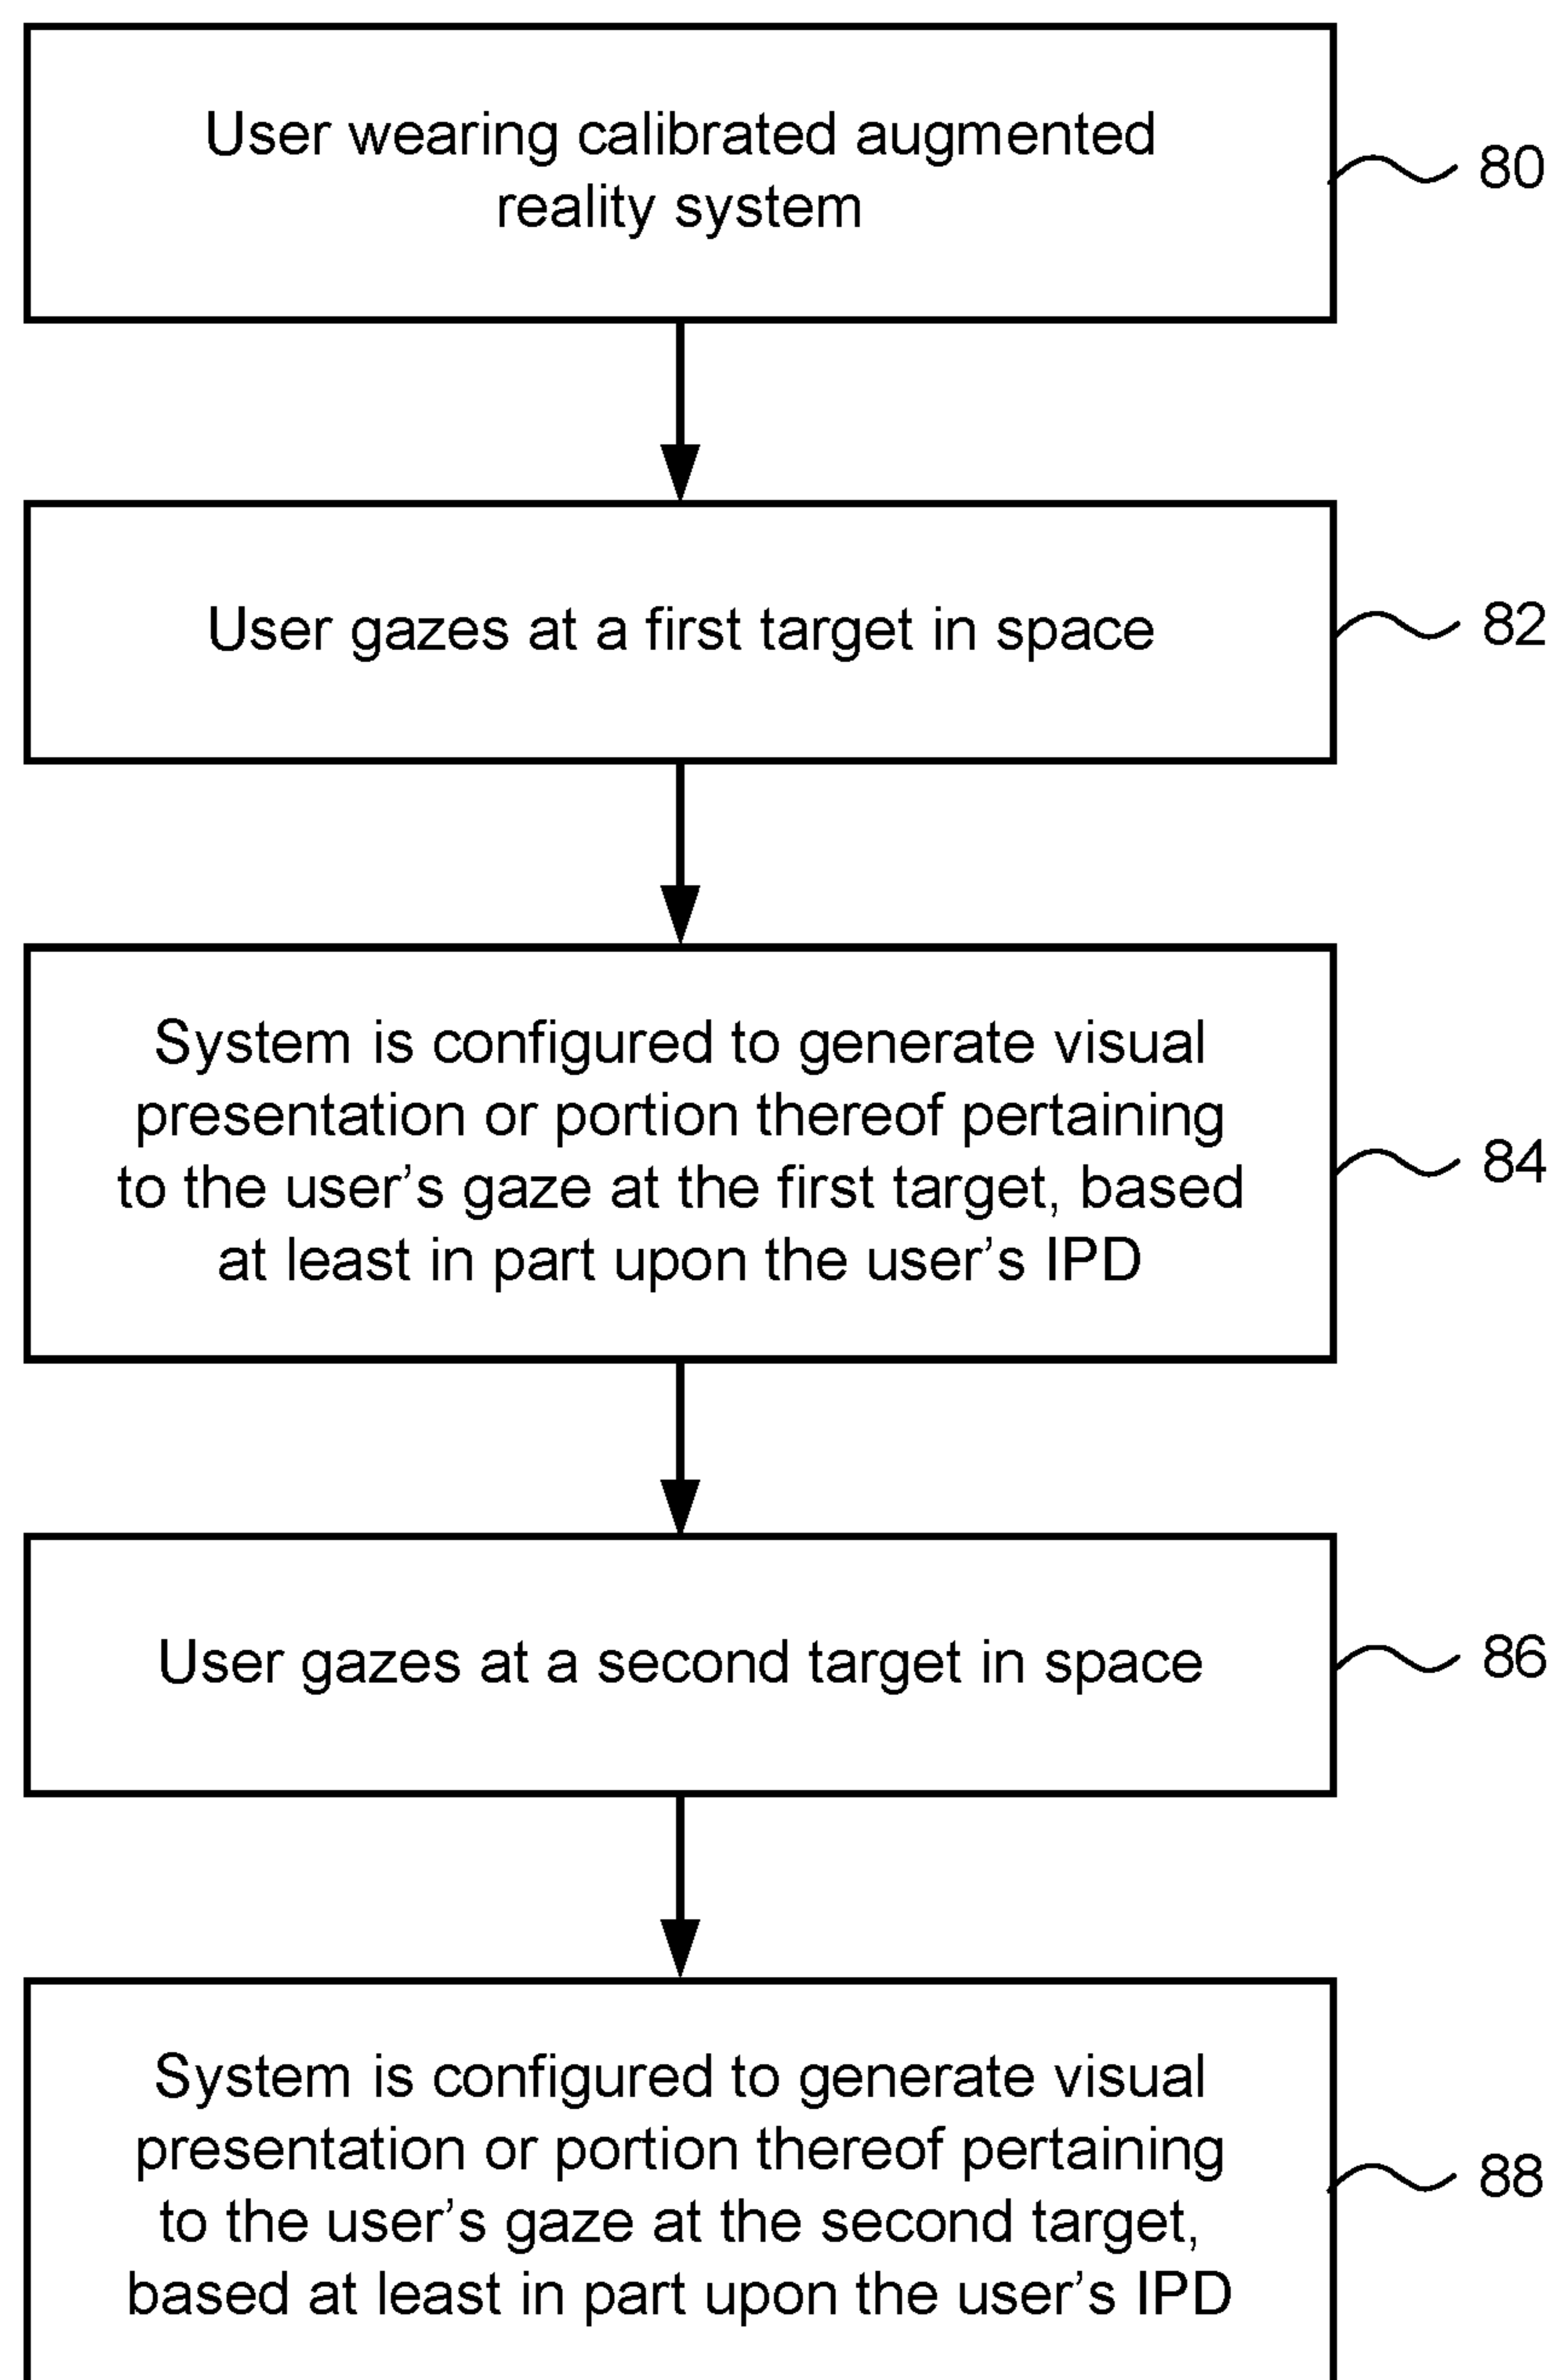 User wearing calibrated augmented
reality system
80
User gazes at a first target in space
82
System is configured to generate visual
presentation or portion thereof pertaining
to the user’s gaze at the first target, based
at least in part upon the user’s IPD
84
User gazes at a second target in space
86
System is configured to generate visual
presentation or portion thereof pertaining
to the user’s gaze at the second target,
based at least in part upon the user’s IPD
88